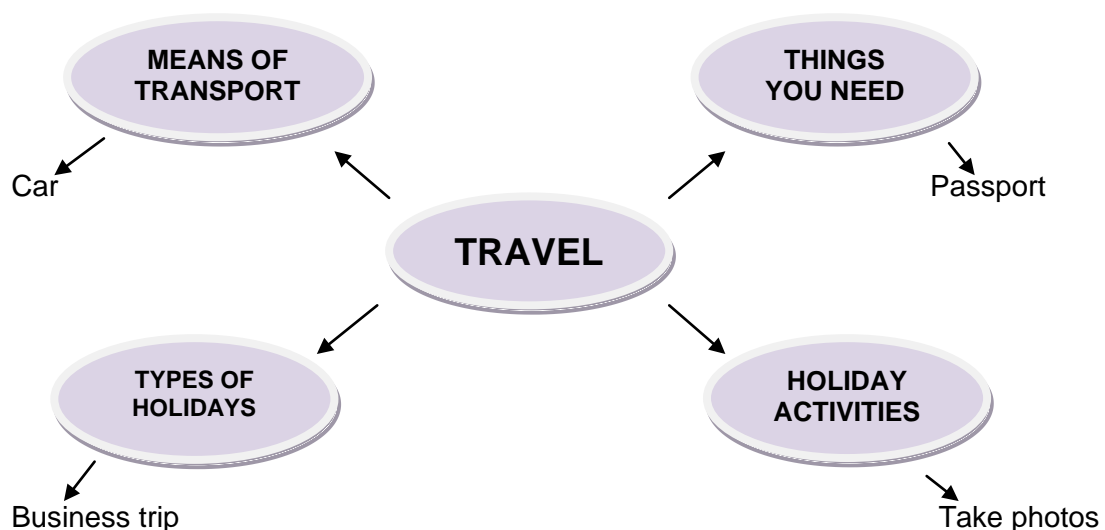 MEANS OF
TRANSPORT
THINGS
YOU NEED
Car
Passport
TRAVEL
TYPES OF
HOLIDAYS
HOLIDAY
ACTIVITIES
Business trip
Take photos